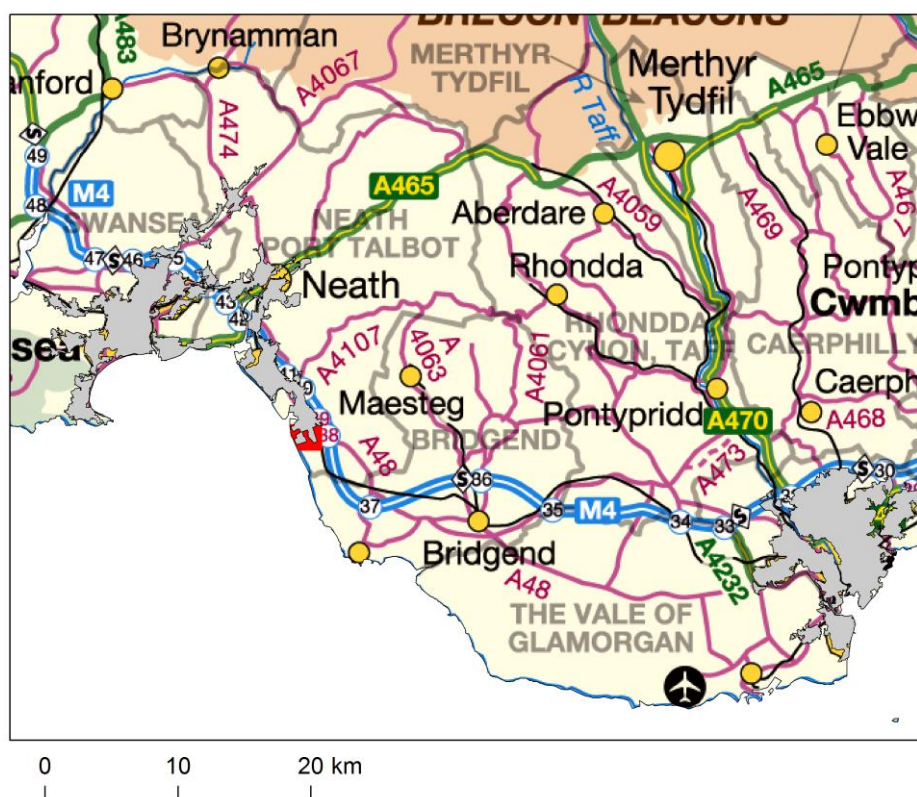 BRECON BEACONS
A483
Brynamman
MERTHYR
TYDFIL
A4067
Merthyr
Tydfil
A465
anford
R Taff
Ebbw
Vale
S
49
A474
M4
A465
48
SWANSEA
NEATH
PORT TALBOT
Aberdare
A4059
A469
A467
47
S
46
Rhondda
Pontyp
43
42
Neath
Cwmb
RHONDDA
CYNON, TAFF
CAERPHILLY
sea
A4107
A
4063
A4061
Caerph
Maesteg
Pontypridd
A470
A468
BRIDGEND
38
A48
A473
S
36
S
30
37
35
M4
34
33
S
Bridgend
A48
A4232
THE VALE OF
GLAMORGAN
0
10
20 km